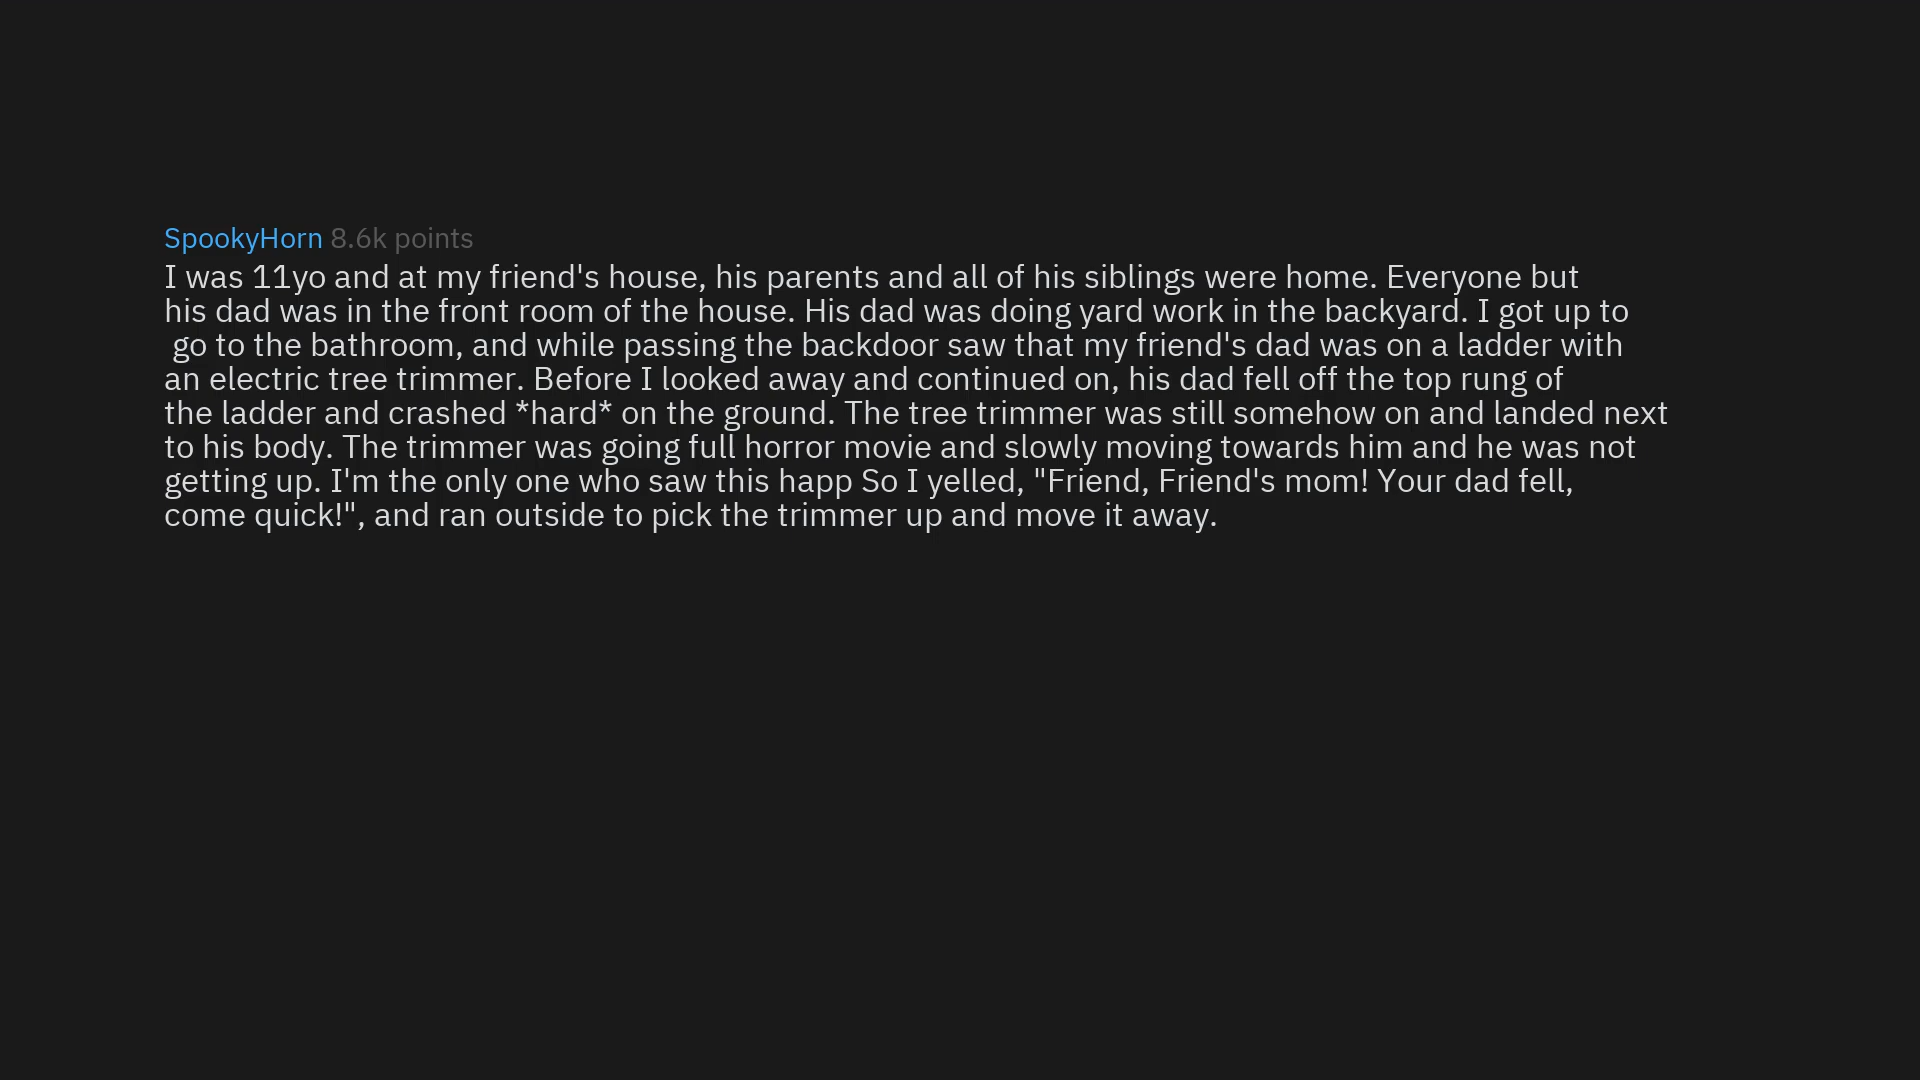 SpookyHorn 8.6k points
I was 11yo and at my friend's house, his parents and all of his siblings were home. Everyone but
his dad was in the front room of the house. His dad was doing yard work in the backyard. I got up to
go to the bathroom, and while passing the backdoor saw that my friend's dad was on a ladder with
an electric tree trimmer. Before I looked away and continued on, his dad fell off the top rung of
the ladder and crashed *hard* on the ground. The tree trimmer was still somehow on and landed next
to his body. The trimmer was going full horror movie and slowly moving towards him and he was not
getting up. I'm the only one who saw this happ So I yelled, "Friend, Friend's mom! Your dad fell,
come quick!", and ran outside to pick the trimmer up and move it away.